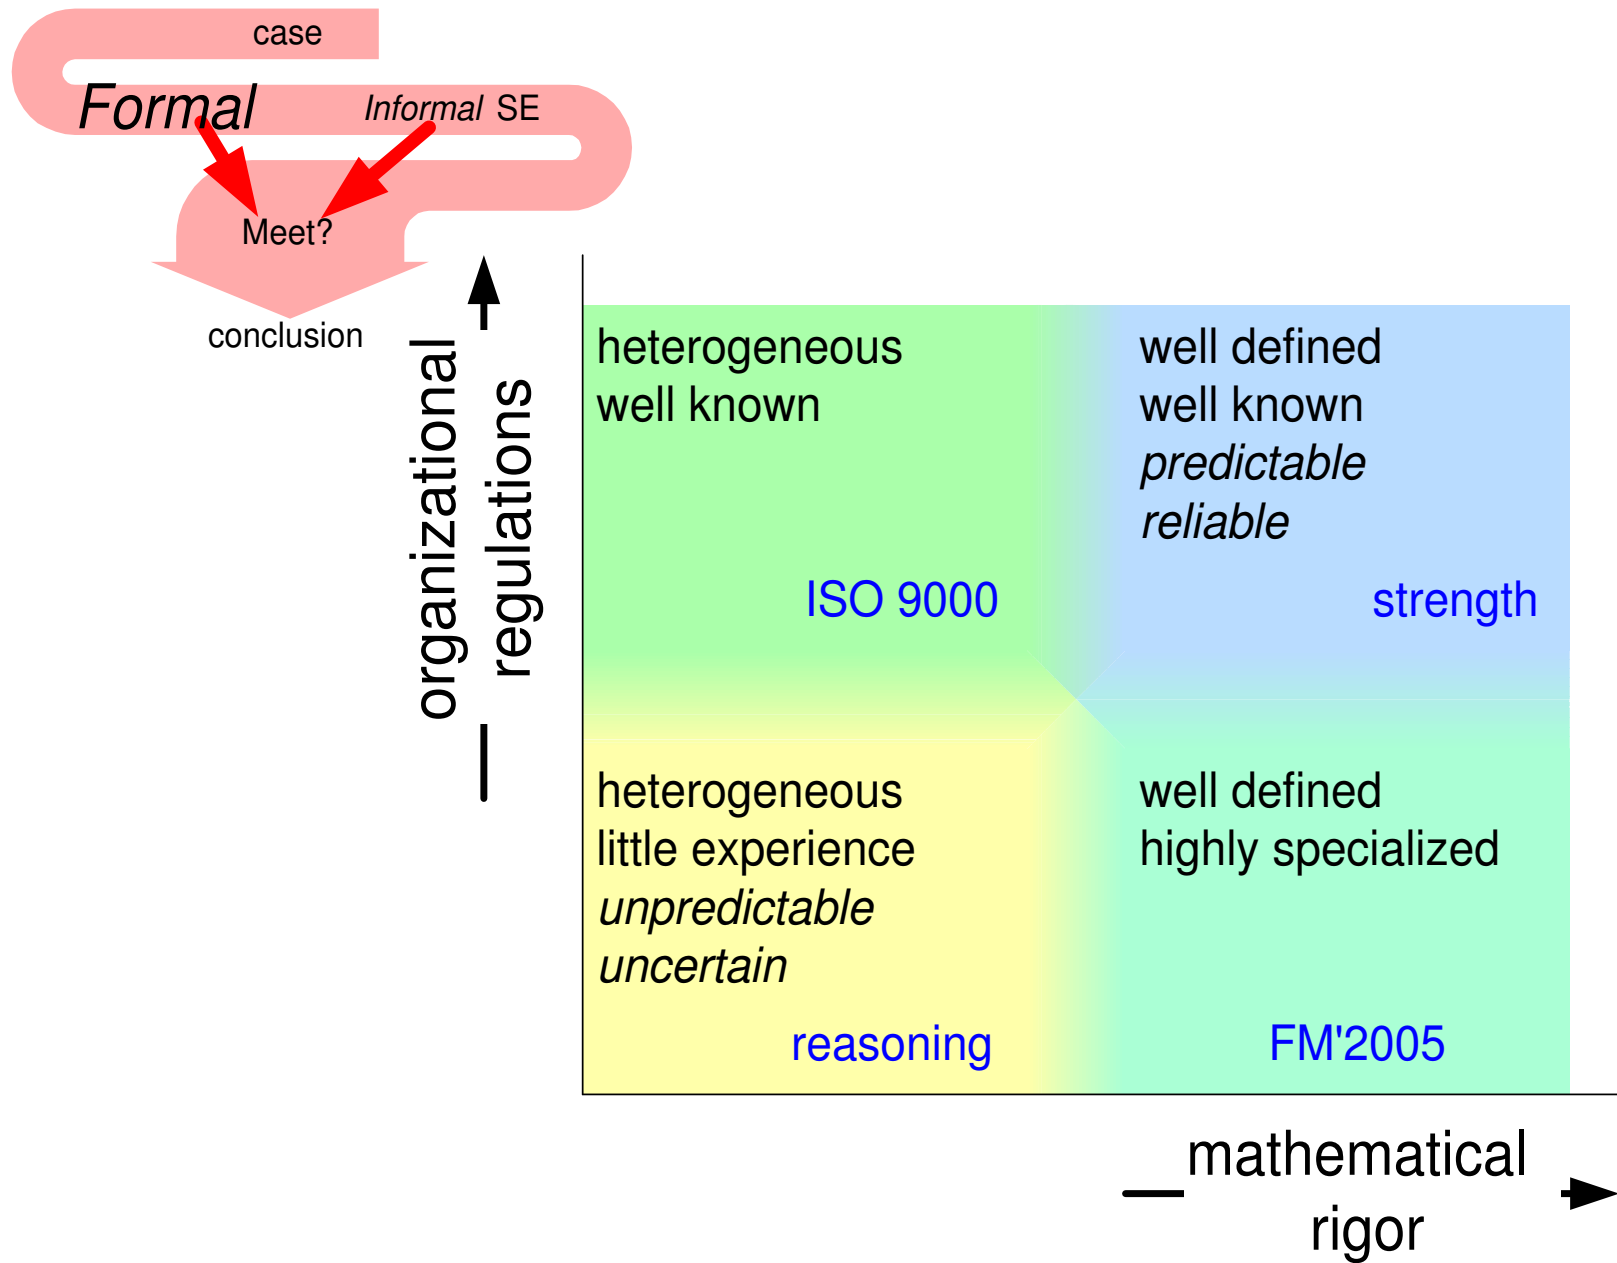 case
Formal
Informal SE
Meet?
conclusion
organizational
regulations
heterogeneous
well known
ISO 9000
well defined
well known
predictable
reliable
strength
heterogeneous
little experience
unpredictable
uncertain
reasoning
well defined
highly specialized
FM'2005
mathematical
rigor